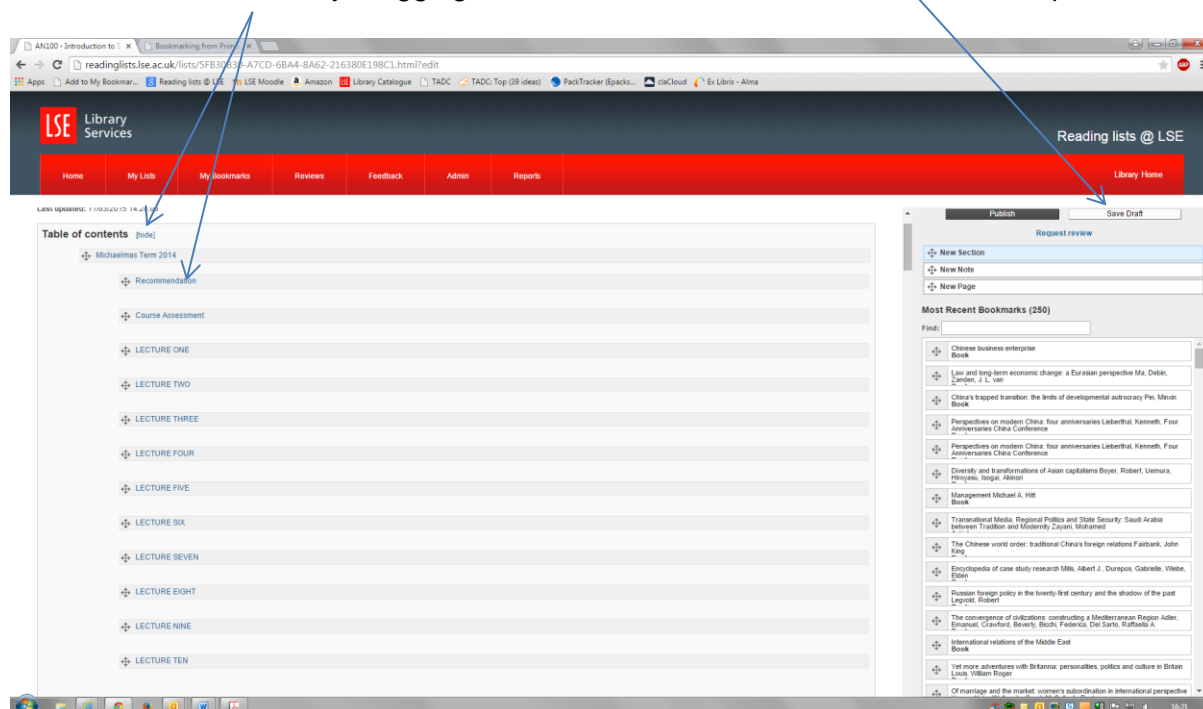 AN100 - Introduction to S
Bookmarking from Primo
readinglists.lse.ac.uk/lists/5FB30B30-A7CD-6BA4-8A62-216380E198C1.html?edit
Apps Add to My Bookmar... Reading lists @ LSE LSE Moodle Amazon Library Catalogue TADC TADC Top (39 ideas) PackTracker (Epacks... claCloud Ex Libris - Alma
LSE Library Services
Reading lists @ LSE
Home My Lists My Bookmarks Reviews Feedback Admin Reports Library Home
Last updated: 11/03/2015
Table of contents [hide]
Michaelmas Term 2014
Recommendation
Course Assessment
LECTURE ONE
LECTURE TWO
LECTURE THREE
LECTURE FOUR
LECTURE FIVE
LECTURE SIX
LECTURE SEVEN
LECTURE EIGHT
LECTURE NINE
LECTURE TEN
Publish Save Draft
Request review
New Section
New Note
New Page
Most Recent Bookmarks (250)
Find:
Chinese business enterprise
Book
Law and long-term economic change: a Eurasian perspective Ma, Debin,
Zanden, J. L. van
China's trapped transition: the limits of developmental autrocracy Pei, Minxin
Book
Perspectives on modern China: four anniversaries Lieberthal, Kenneth, Four
Anniversaries China Conference
Perspectives on modern China: four anniversaries Lieberthal, Kenneth, Four
Anniversaries China Conference
Diversity and transformations of Asian capitalisms Boyer, Robert, Uemura,
Hiroyasu, Isogai, Akinori
Management Michael A. Hitt
Book
Transnational Media, Regional Politics and State Security: Saudi Arabia
between Tradition and Modernity Zayani, Mohamed
The Chinese world order: traditional China's foreign relations Fairbank, John
King
Encyclopedia of case study research Mills, Albert J., Durepos, Gabrielle, Wiebe,
Elden
Russian foreign policy in the twenty-first century and the shadow of the past
Legvold, Robert
The convergence of civilizations: constructing a Mediterranean Region Adler,
Emanuel, Crawford, Beverly, Bicchi, Federica, Del Sarto, Raffaella A.
International relations of the Middle East
Book
Yet more adventures with Britannia: personalities, politics and culture in Britain
Louis, William Roger
Of marriage and the market: women's subordination in international perspective
16:21